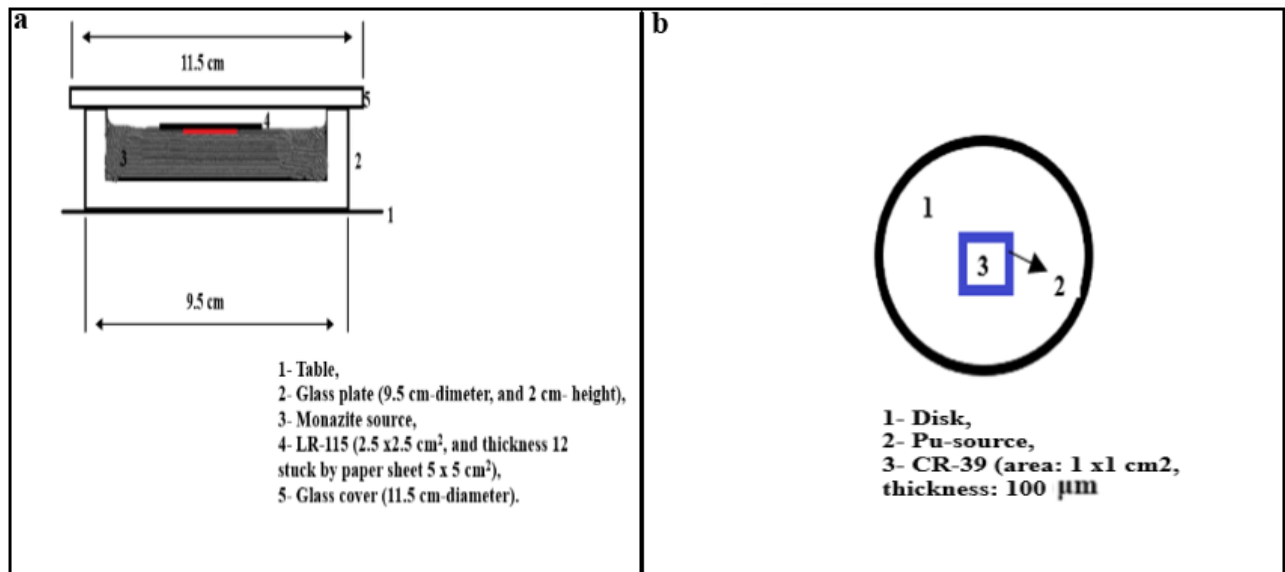 a
11.5 cm
5
4
3
2
1
9.5 cm
1- Table,
2- Glass plate (9.5 cm-dimeter, and 2 cm- height),
3- Monazite source,
4- LR-115 (2.5 x2.5 cm², and thickness 12
stuck by paper sheet 5 x 5 cm²),
5- Glass cover (11.5 cm-diameter).
b
1
3
2
1- Disk,
2- Pu-source,
3- CR-39 (area: 1 x1 cm2,
thickness: 100 μm